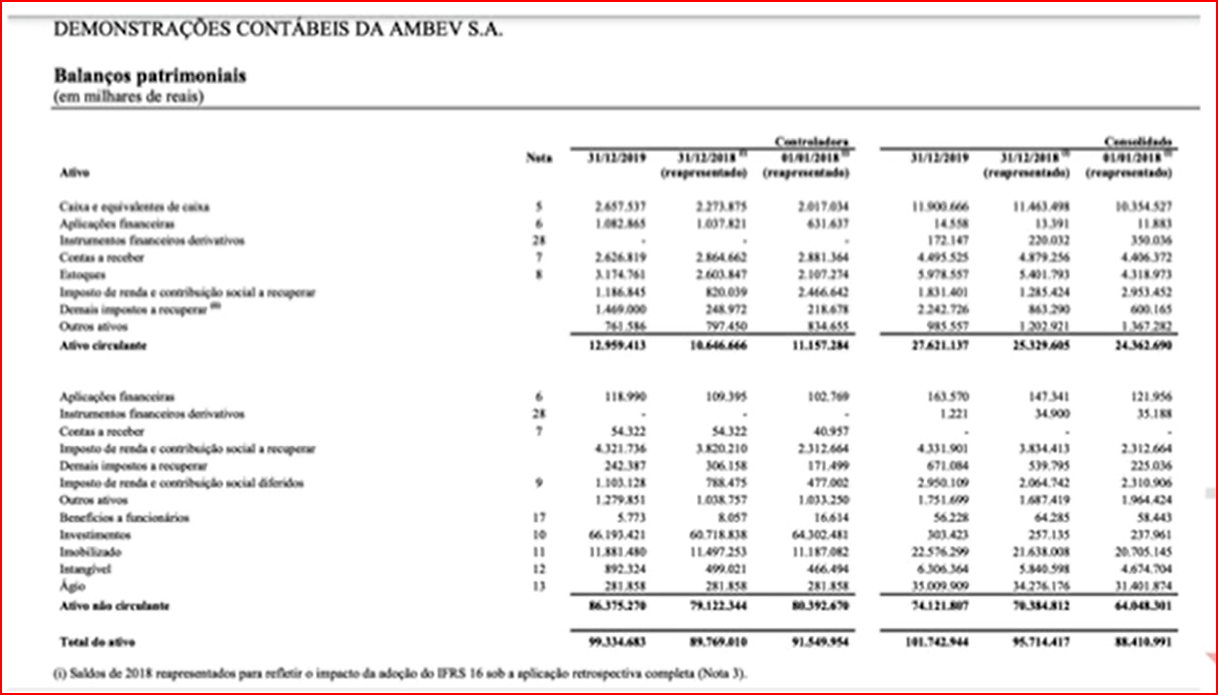 DEMONSTRAÇÕES CONTÁBEIS DA AMBEV S.A.
Balanços patrimoniais
(em milhares de reais)
Controladora Consolidado
Nota 31/12/2019 31/12/2018 (i) 01/01/2018 (i) 31/12/2019 31/12/2018 (i) 01/01/2018 (i)
Ativo (reapresentado) (reapresentado) (reapresentado) (reapresentado)
Caixa e equivalentes de caixa 5 2.657.537 2.273.875 2.017.034 11.900.666 11.463.498 10.354.527
Aplicações financeiras 6 1.082.865 1.037.821 631.637 14.558 13.391 11.883
Instrumentos financeiros derivativos 28 - - - 172.147 220.032 350.036
Contas a receber 7 2.626.819 2.864.662 2.881.364 4.495.525 4.879.256 4.406.372
Estoques 8 3.174.761 2.603.847 2.107.274 5.978.557 5.401.793 4.318.973
Imposto de renda e contribuição social a recuperar 1.186.845 820.039 2.466.642 1.831.401 1.285.424 2.953.452
Demais impostos a recuperar 1.469.000 248.972 218.678 2.242.726 863.290 600.165
Outros ativos 761.586 797.450 834.655 985.557 1.202.921 1.367.282
Ativo circulante 12.959.413 10.646.666 11.157.284 27.621.137 25.329.605 24.362.690
Aplicações financeiras 6 118.990 109.395 102.769 163.570 147.341 121.956
Instrumentos financeiros derivativos 28 - - - 1.221 34.900 35.188
Contas a receber 7 54.322 54.322 40.957 - - -
Imposto de renda e contribuição social a recuperar 4.321.736 3.820.210 2.312.664 4.331.901 3.834.413 2.312.664
Demais impostos a recuperar 242.387 306.158 171.499 671.084 539.795 225.036
Imposto de renda e contribuição social diferidos 9 1.103.128 788.475 477.002 2.950.109 2.064.742 2.310.906
Outros ativos 1.279.851 1.038.757 1.033.250 1.751.699 1.687.419 1.964.424
Benefícios a funcionários 17 5.773 8.057 16.614 56.228 64.285 58.443
Investimentos 10 66.193.421 60.718.838 64.302.481 303.423 257.135 237.961
Imobilizado 11 11.881.480 11.497.253 11.187.082 22.576.299 21.638.008 20.705.145
Intangível 12 892.324 499.021 466.494 6.306.364 5.840.598 4.674.704
Ágio 13 281.858 281.858 281.858 35.009.909 34.276.176 31.401.874
Ativo não circulante 86.375.270 79.122.344 80.392.670 74.121.807 70.384.812 64.048.301
Total do ativo 99.334.683 89.769.010 91.549.954 101.742.944 95.714.417 88.410.991
(i) Saldos de 2018 reapresentados para refletir o impacto da adoção do IFRS 16 sob a aplicação retrospectiva completa (Nota 3).